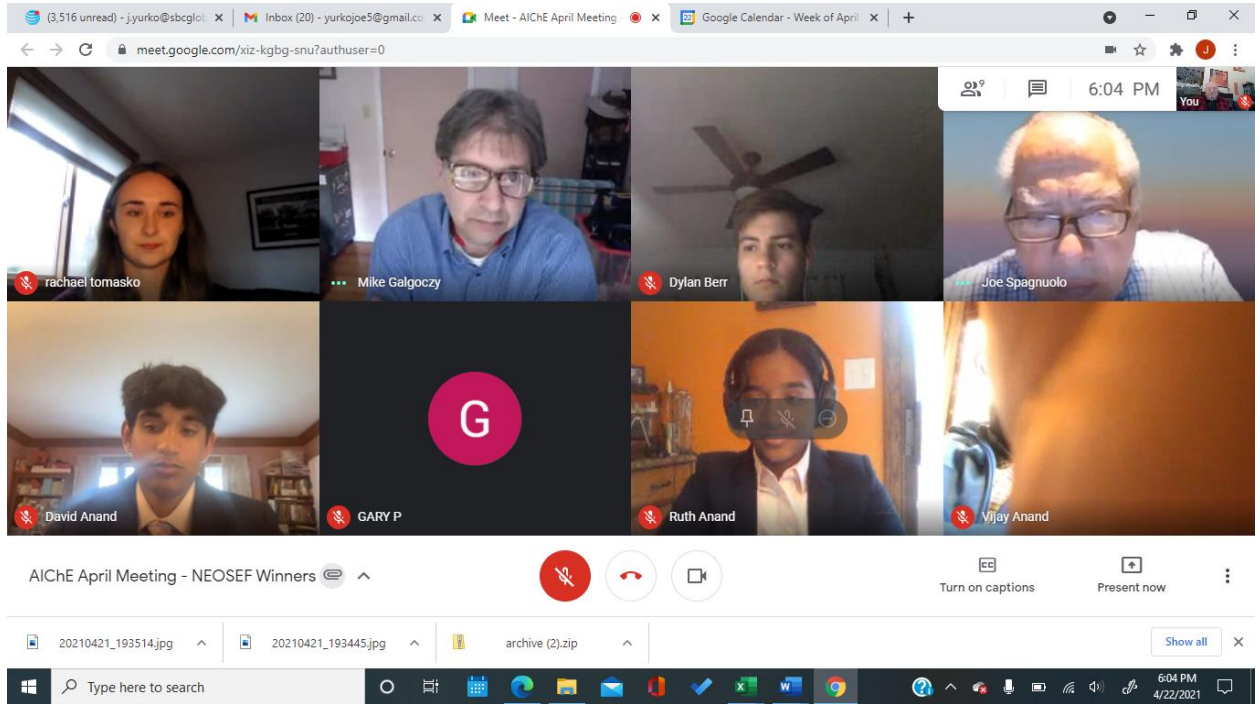 (3,516 unread) - j.yurko@sbcglob
Inbox (20) - yurkojoe5@gmail.co
Meet - AIChE April Meeting -
Google Calendar - Week of April
meet.google.com/xiz-kgbg-snu?authuser=0
J
9
6:04 PM
You
rachael tomasko
Mike Galgoczy
Dylan Berr
Joe Spagnuolo
G
David Anand
GARY P
Ruth Anand
Vijay Anand
AIChE April Meeting - NEOSEF Winners
CC
Turn on captions
Present now
20210421_193514.jpg
20210421_193445.jpg
archive (2).zip
Show all
Type here to search
6:04 PM
4/22/2021